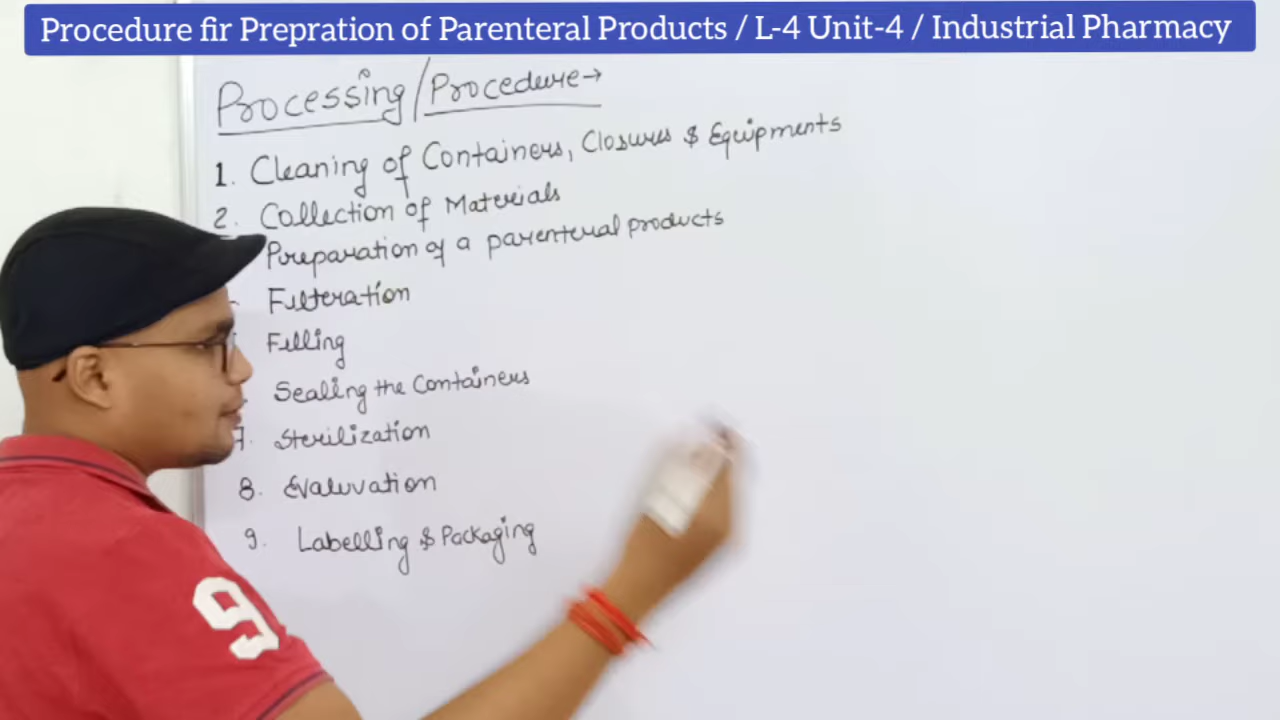 Procedure fir Prepration of Parenteral Products / L-4 Unit-4 / Industrial Pharmacy
Processing/Procedure→
1. Cleaning of Containers, Closures & Equipments
2. Collection of Materials
Preparation of a parenteral products
Filteration
Filling
Sealing the Containers
7. Sterilization
8. Evaluvation
9. Labelling & Packaging
9